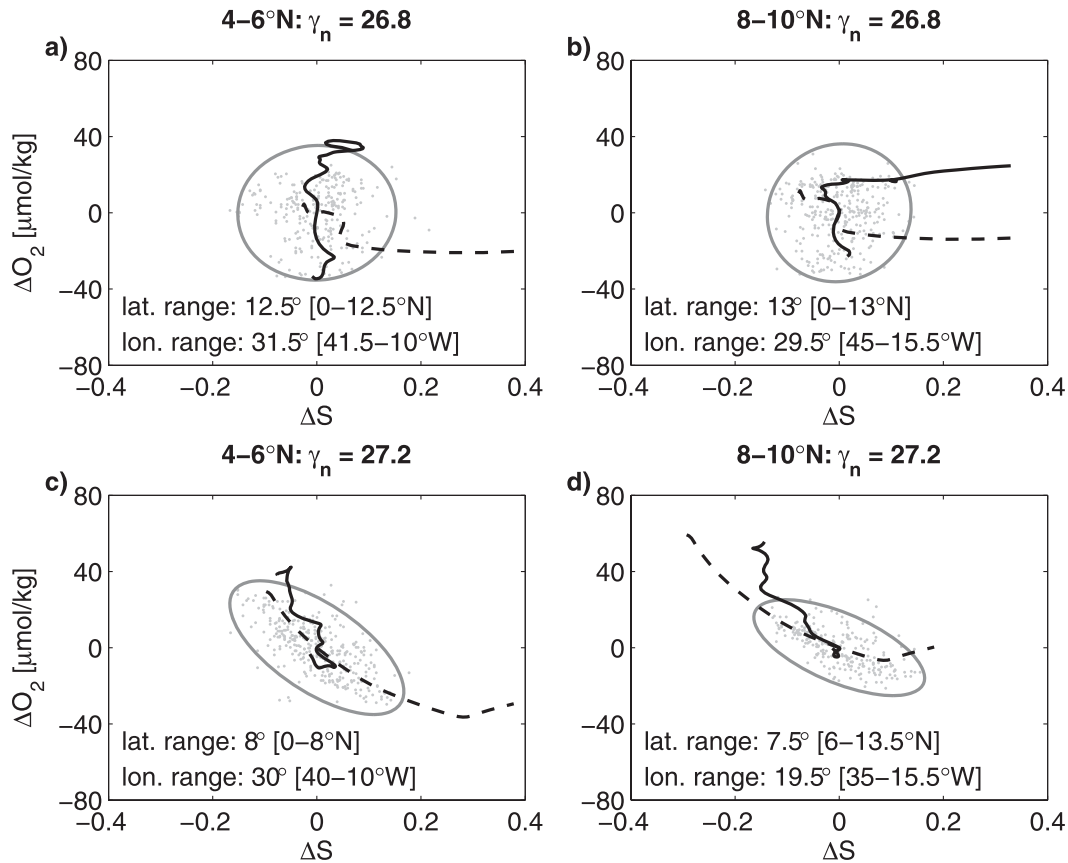 4–6°N: γn = 26.8
a)
80
40
0
−40
−80
ΔO2 [μmol/kg]
lat. range: 12.5° [0–12.5°N]
lon. range: 31.5° [41.5–10°W]
−0.4 −0.2 0 0.2 0.4
ΔS
8–10°N: γn = 26.8
b)
80
40
0
−40
−80
lat. range: 13° [0–13°N]
lon. range: 29.5° [45–15.5°W]
−0.4 −0.2 0 0.2 0.4
ΔS
4–6°N: γn = 27.2
c)
80
40
0
−40
−80
ΔO2 [μmol/kg]
lat. range: 8° [0–8°N]
lon. range: 30° [40–10°W]
−0.4 −0.2 0 0.2 0.4
ΔS
8–10°N: γn = 27.2
d)
80
40
0
−40
−80
lat. range: 7.5° [6–13.5°N]
lon. range: 19.5° [35–15.5°W]
−0.4 −0.2 0 0.2 0.4
ΔS